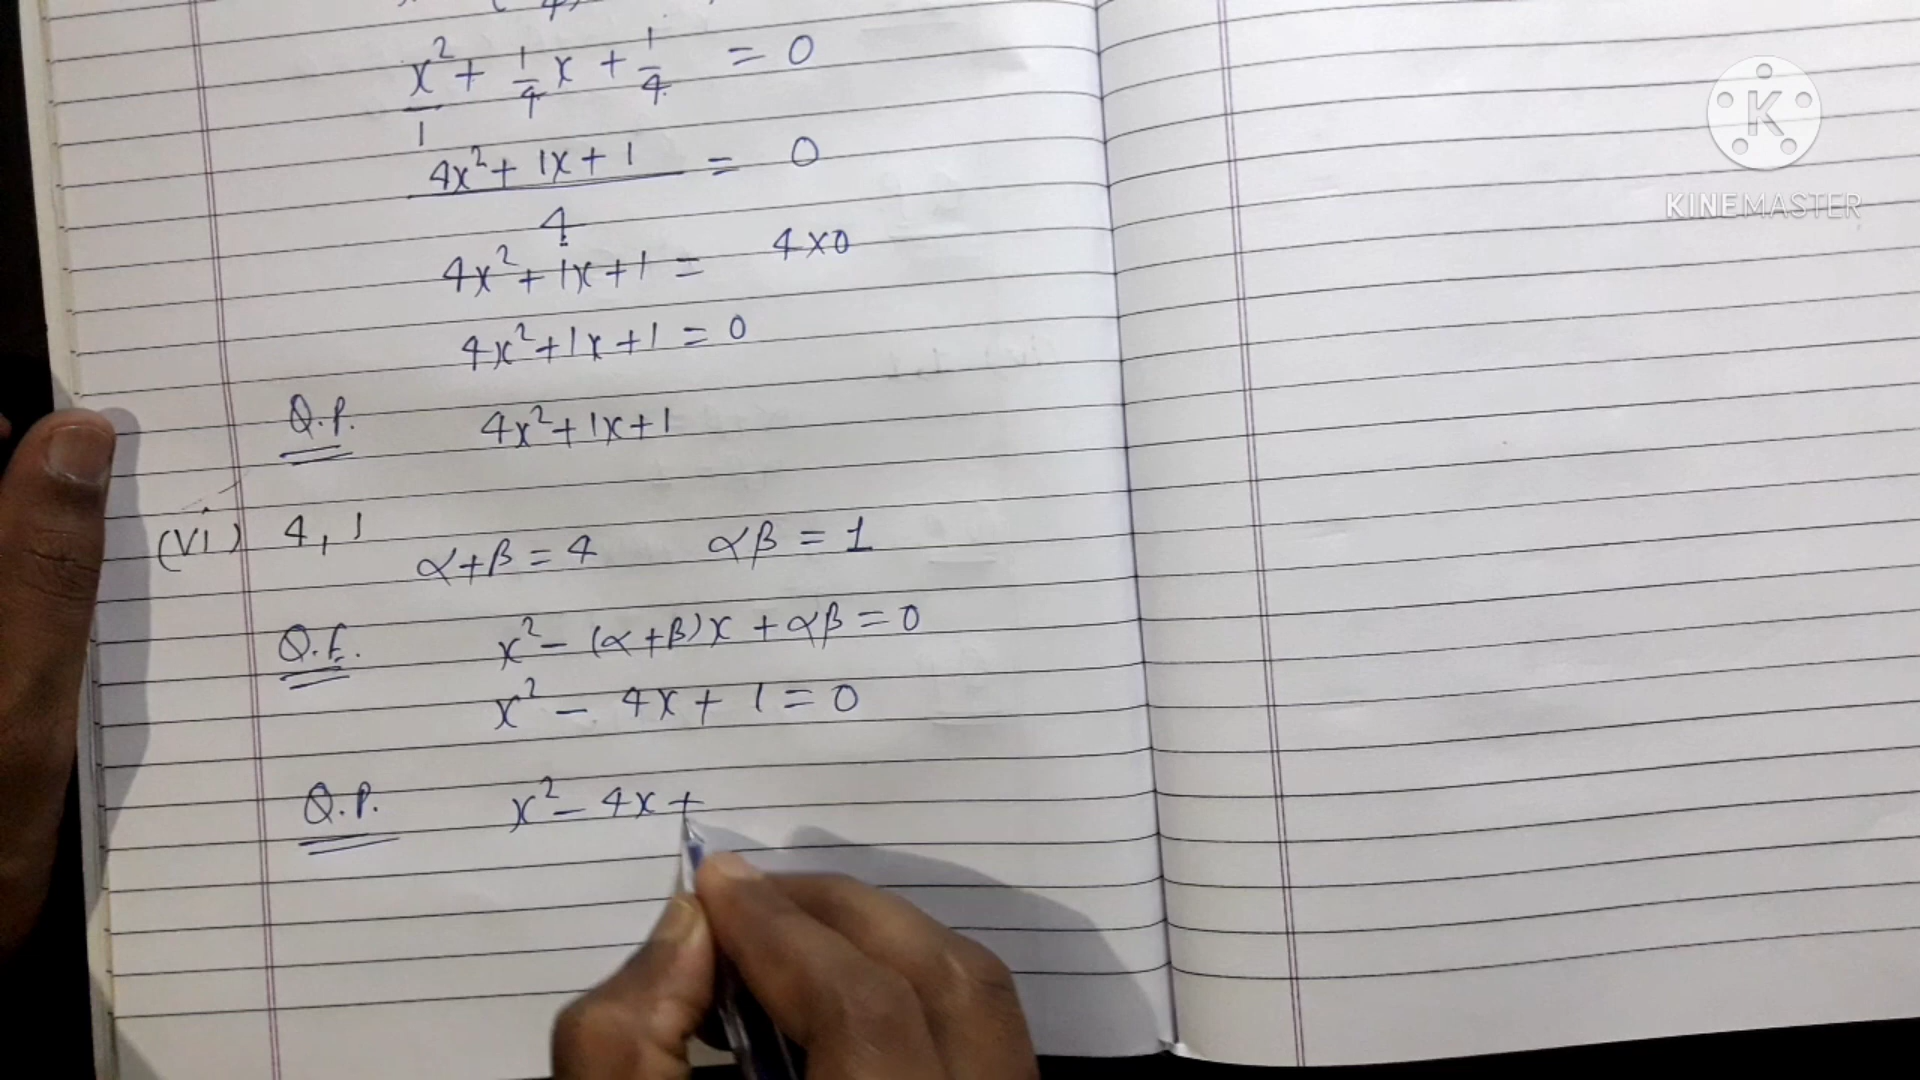 x² + 1/4 x + 1/4 = 0
1
4x² + 1x + 1 = 0
4
4x² + 1x + 1 = 4×0
4x² + 1x + 1 = 0
Q.P. 4x² + 1x + 1
(vi) 4, 1
α+β = 4 αβ = 1
Q.E. x² - (α+β)x + αβ = 0
x² - 4x + 1 = 0
Q.P. x² - 4x +
K
KINEMASTER